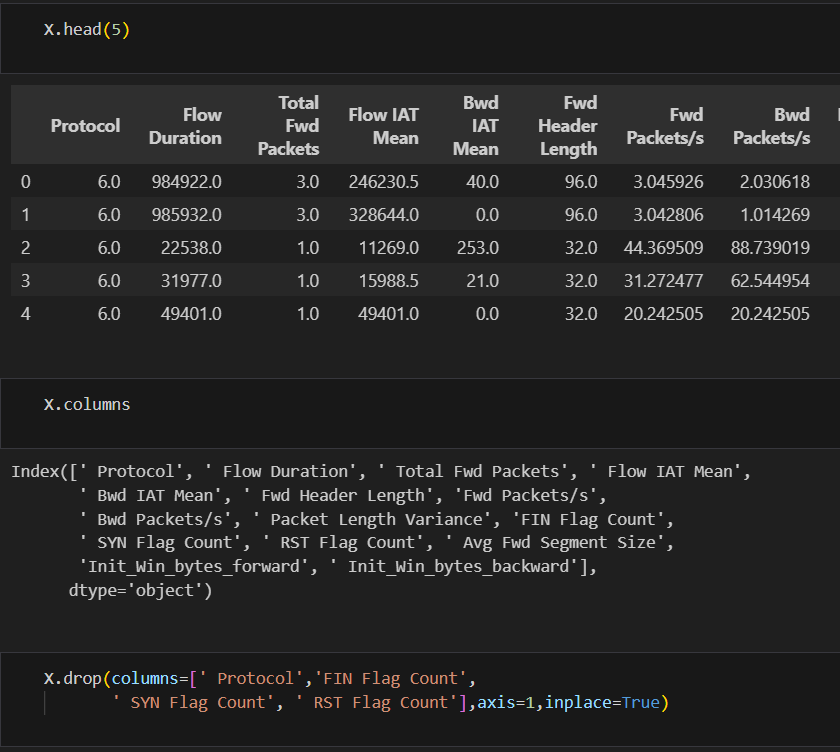 X.head(5)
Protocol Flow Duration Total Fwd Packets Flow IAT Mean Bwd IAT Mean Fwd Header Length Fwd Packets/s Bwd Packets/s
0 6.0 984922.0 3.0 246230.5 40.0 96.0 3.045926 2.030618
1 6.0 985932.0 3.0 328644.0 0.0 96.0 3.042806 1.014269
2 6.0 22538.0 1.0 11269.0 253.0 32.0 44.369509 88.739019
3 6.0 31977.0 1.0 15988.5 21.0 32.0 31.272477 62.544954
4 6.0 49401.0 1.0 49401.0 0.0 32.0 20.242505 20.242505
X.columns
Index([' Protocol', ' Flow Duration', ' Total Fwd Packets', ' Flow IAT Mean',
' Bwd IAT Mean', ' Fwd Header Length', 'Fwd Packets/s',
' Bwd Packets/s', ' Packet Length Variance', 'FIN Flag Count',
' SYN Flag Count', ' RST Flag Count', ' Avg Fwd Segment Size',
'Init_Win_bytes_forward', ' Init_Win_bytes_backward'],
dtype='object')
X.drop(columns=[' Protocol','FIN Flag Count',
' SYN Flag Count', ' RST Flag Count'],axis=1,inplace=True)